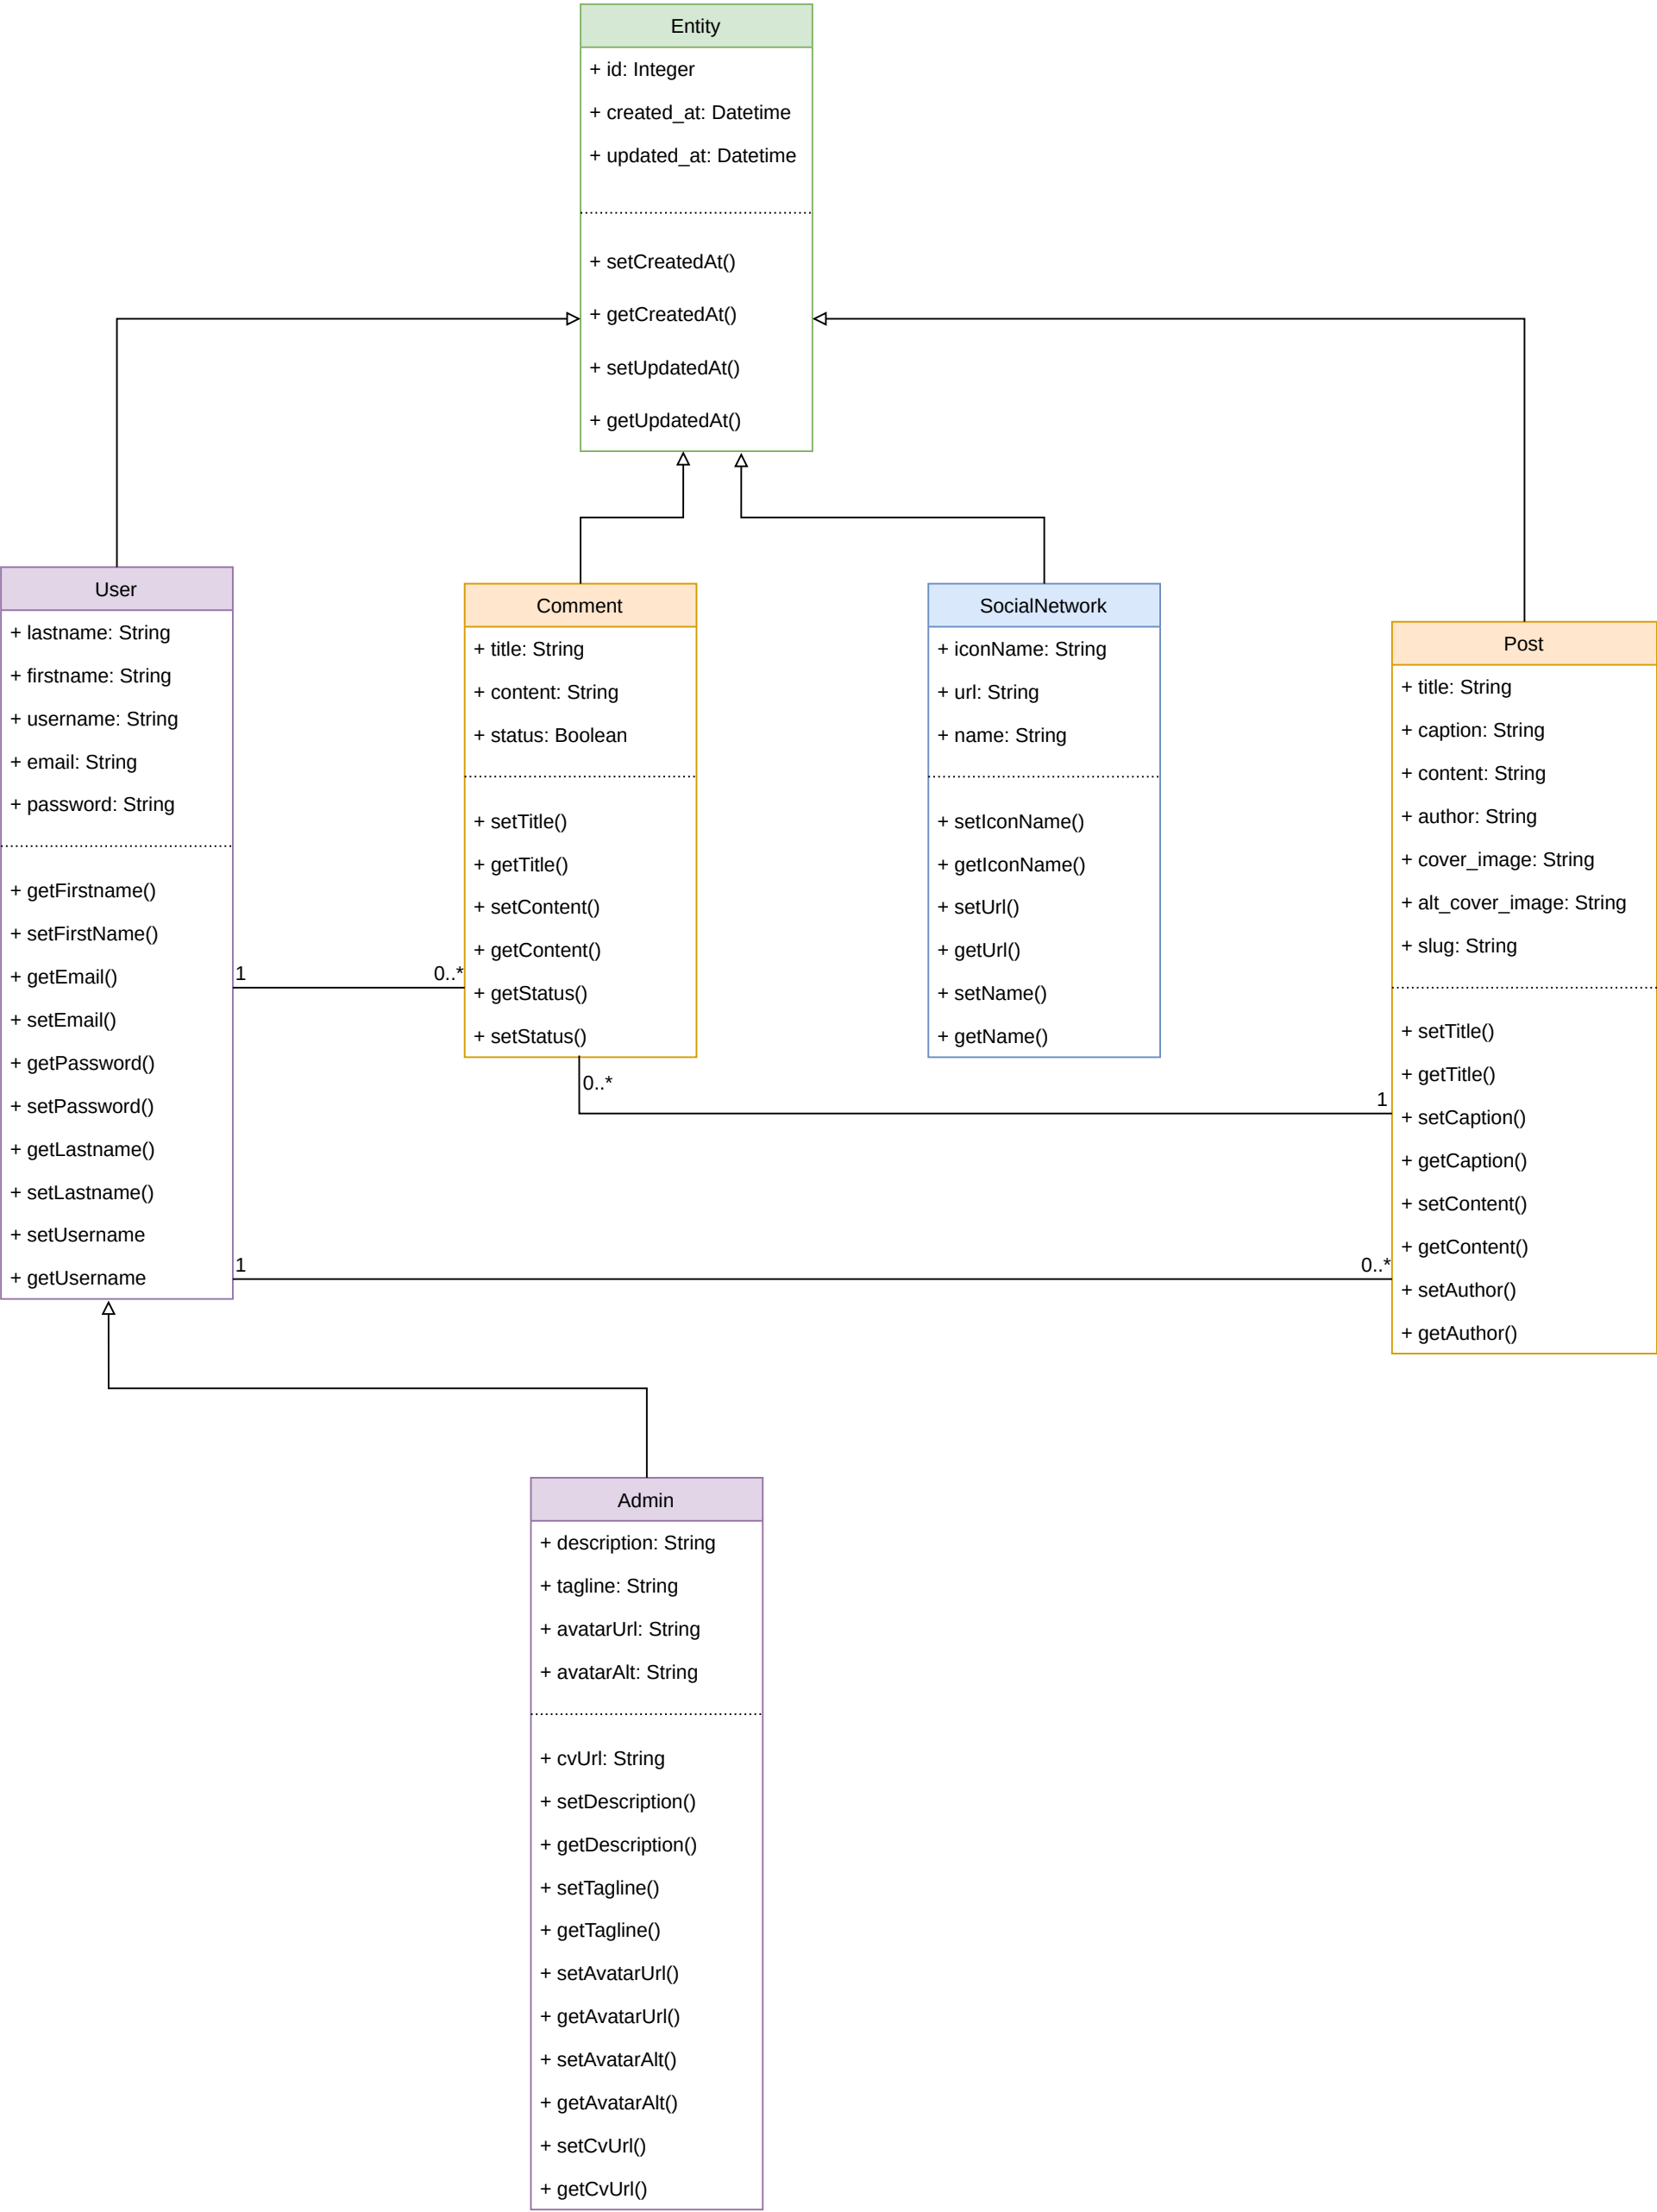 Entity
+ id: Integer
+ created_at: Datetime
+ updated_at: Datetime
+ setCreatedAt()
+ getCreatedAt()
+ setUpdatedAt()
+ getUpdatedAt()
User
+ lastname: String
+ firstname: String
+ username: String
+ email: String
+ password: String
+ getFirstname()
+ setFirstName()
+ getEmail()
+ setEmail()
+ getPassword()
+ setPassword()
+ getLastname()
+ setLastname()
+ setUsername
+ getUsername
1
0..*
Comment
+ title: String
+ content: String
+ status: Boolean
+ setTitle()
+ getTitle()
+ setContent()
+ getContent()
+ getStatus()
+ setStatus()
0..*
1
SocialNetwork
+ iconName: String
+ url: String
+ name: String
+ setIconName()
+ getIconName()
+ setUrl()
+ getUrl()
+ setName()
+ getName()
Post
+ title: String
+ caption: String
+ content: String
+ author: String
+ cover_image: String
+ alt_cover_image: String
+ slug: String
+ setTitle()
+ getTitle()
+ setCaption()
+ getCaption()
+ setContent()
+ getContent()
+ setAuthor()
+ getAuthor()
1
0..*
Admin
+ description: String
+ tagline: String
+ avatarUrl: String
+ avatarAlt: String
+ cvUrl: String
+ setDescription()
+ getDescription()
+ setTagline()
+ getTagline()
+ setAvatarUrl()
+ getAvatarUrl()
+ setAvatarAlt()
+ getAvatarAlt()
+ setCvUrl()
+ getCvUrl()